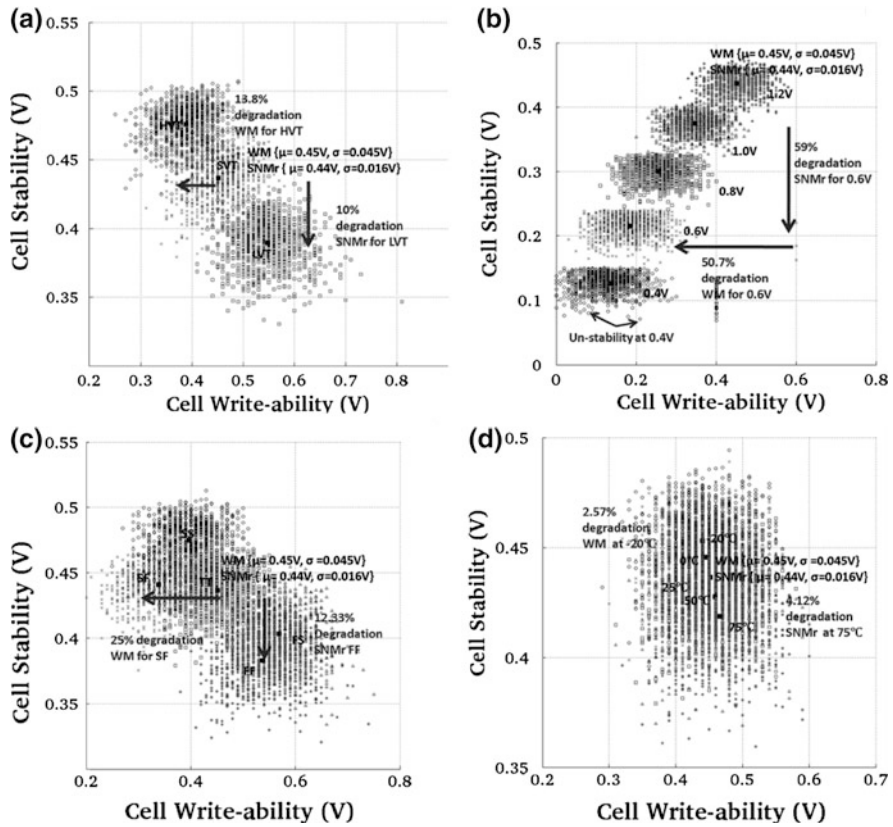 (a)
0.55
0.5
0.45
0.4
0.35
0.2
0.3
0.4
0.5
0.6
0.7
0.8
Cell Stability (V)
Cell Write-ability (V)
13.8%
degradation
WM for HVT
WM {μ= 0.45V, σ=0.045V}
SNMr { μ= 0.44V, σ=0.016V}
SVT
10%
degradation
SNMr for LVT
LVT
(b)
0.5
0.4
0.3
0.2
0.1
0
0
0.2
0.4
0.6
0.8
Cell Stability (V)
Cell Write-ability (V)
WM {μ= 0.45V, σ=0.045V}
SNMr {μ=0.44V, σ=0.016V}
1.2V
1.0V
59%
degradation
SNMr for 0.6V
0.8V
0.6V
50.7%
degradation
WM for 0.6V
0.4V
Un-stability at 0.4V
(c)
0.55
0.5
0.45
0.4
0.35
0.2
0.4
0.6
0.8
Cell Stability (V)
Cell Write-ability (V)
SS
WM {μ= 0.45V, σ =0.045V}
SNMr { μ= 0.44V, σ=0.016V}
SF
TT
25% degradation
WM for SF
12.33%
Degradation
SNMr FF
FS
FF
(d)
0.5
0.45
0.4
0.35
0.2
0.3
0.4
0.5
0.6
0.7
Cell Stability (V)
Cell Write-ability (V)
2.57%
degradation
WM at -20°C
-20°C
0°C
WM {μ=0.45V, σ=0.045V}
SNMr { μ=0.44V, σ=0.016V}
25°C
50°C
75°C
4.12%
degradation
SNMr at 75°C